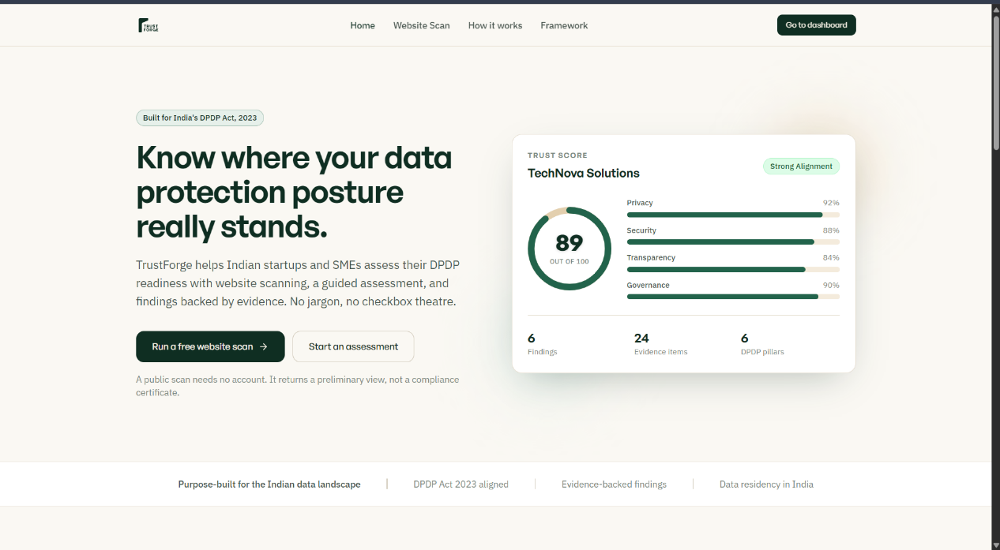 TRUST
FORGE
Home
Website Scan
How it works
Framework
Go to dashboard
Built for India's DPDP Act, 2023
Know where your data
protection posture
really stands.
TrustForge helps Indian startups and SMEs assess their DPDP
readiness with website scanning, a guided assessment, and
findings backed by evidence. No jargon, no checkbox theatre.
Run a free website scan →
Start an assessment
A public scan needs no account. It returns a preliminary view, not a compliance
certificate.
TRUST SCORE
TechNova Solutions
Strong Alignment
89
OUT OF 100
Privacy 92%
Security 88%
Transparency 84%
Governance 90%
6
Findings
24
Evidence items
6
DPDP pillars
Purpose-built for the Indian data landscape
DPDP Act 2023 aligned
Evidence-backed findings
Data residency in India